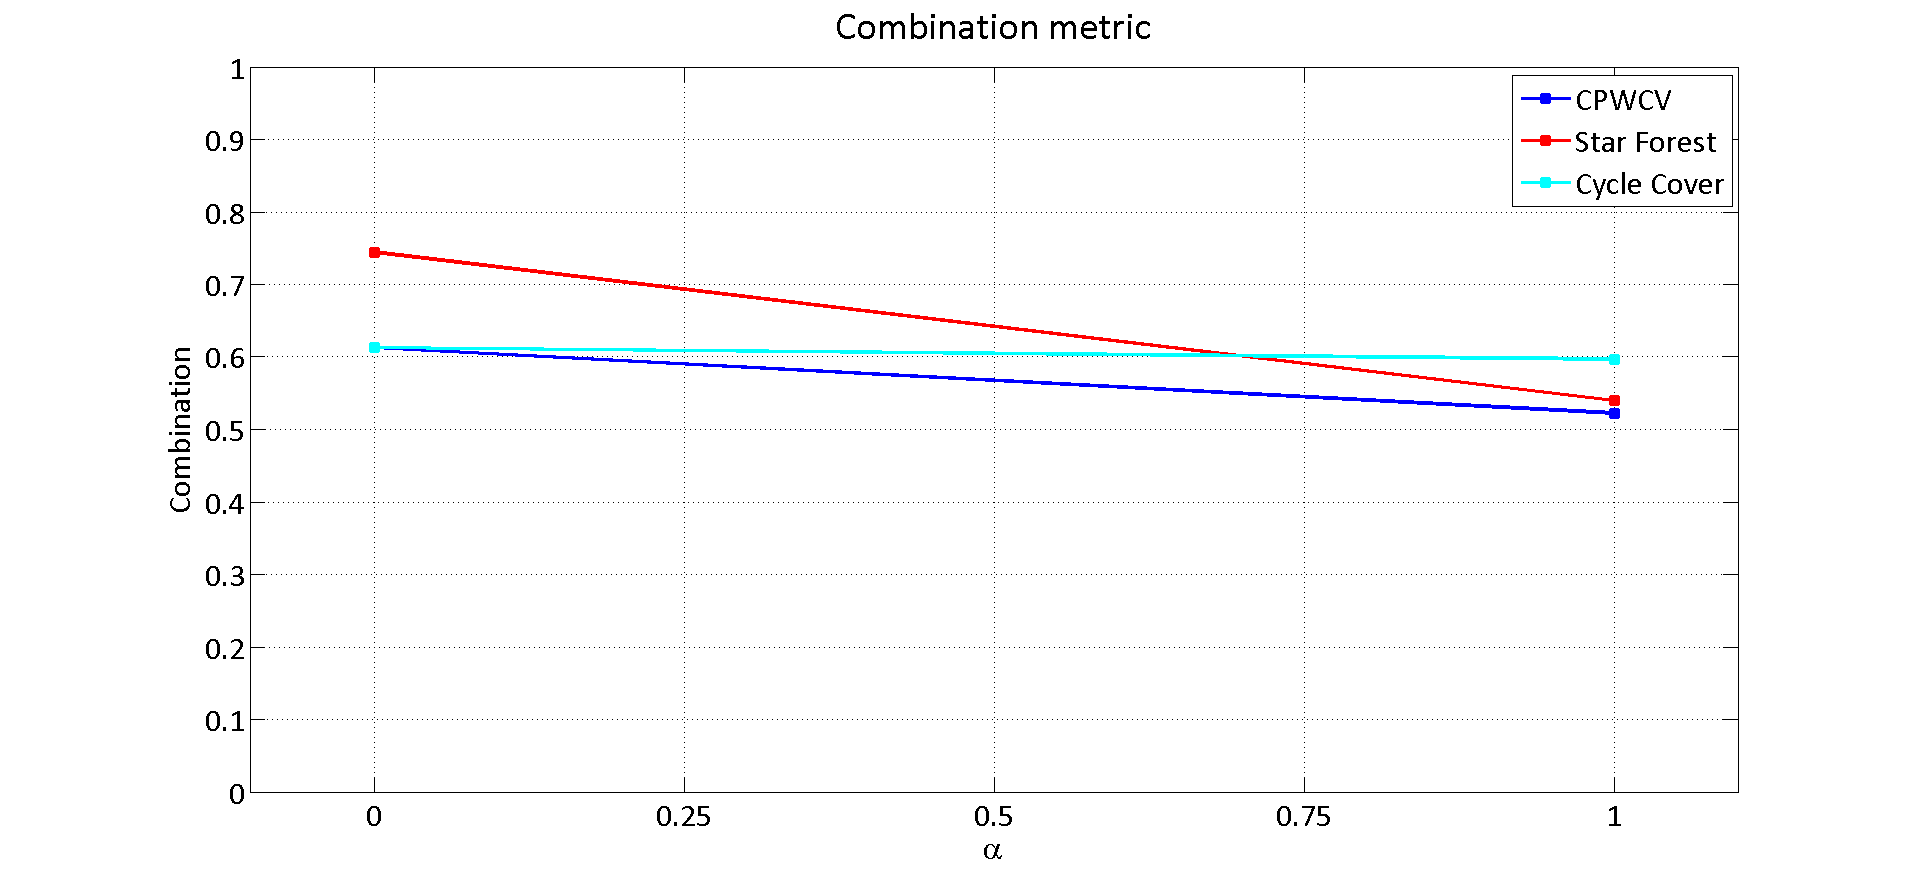 Combination metric
1
0.9
0.8
0.7
0.6
0.5
0.4
0.3
0.2
0.1
0
Combination
CPWCV
Star Forest
Cycle Cover
0 0.25 0.5 0.75 1
α